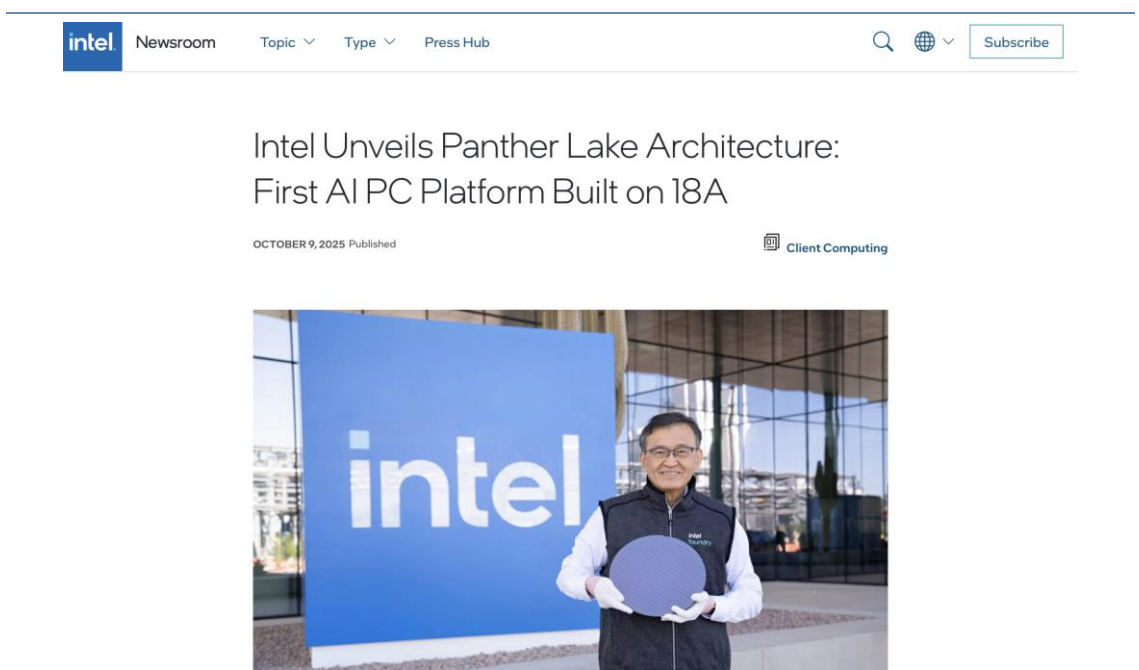 intel. Newsroom Topic Type Press Hub Subscribe
Intel Unveils Panther Lake Architecture:
First AI PC Platform Built on 18A
OCTOBER 9, 2025 Published Client Computing
intel
intel
foundry